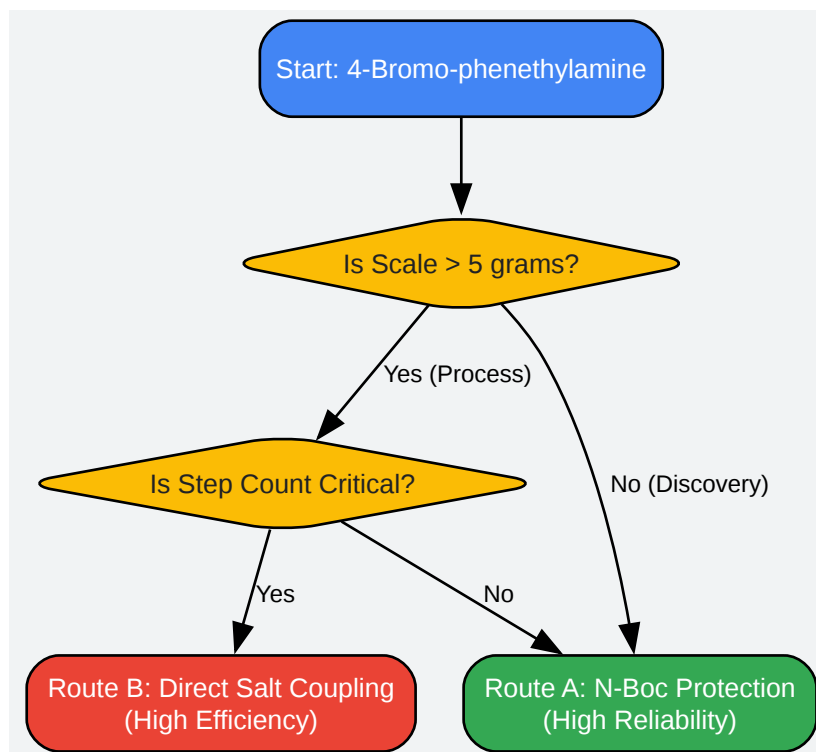 Start: 4-Bromo-phenethylamine
Is Scale > 5 grams?
Yes (Process)
Is Step Count Critical?
No (Discovery)
Yes
No
Route B: Direct Salt Coupling
(High Efficiency)
Route A: N-Boc Protection
(High Reliability)